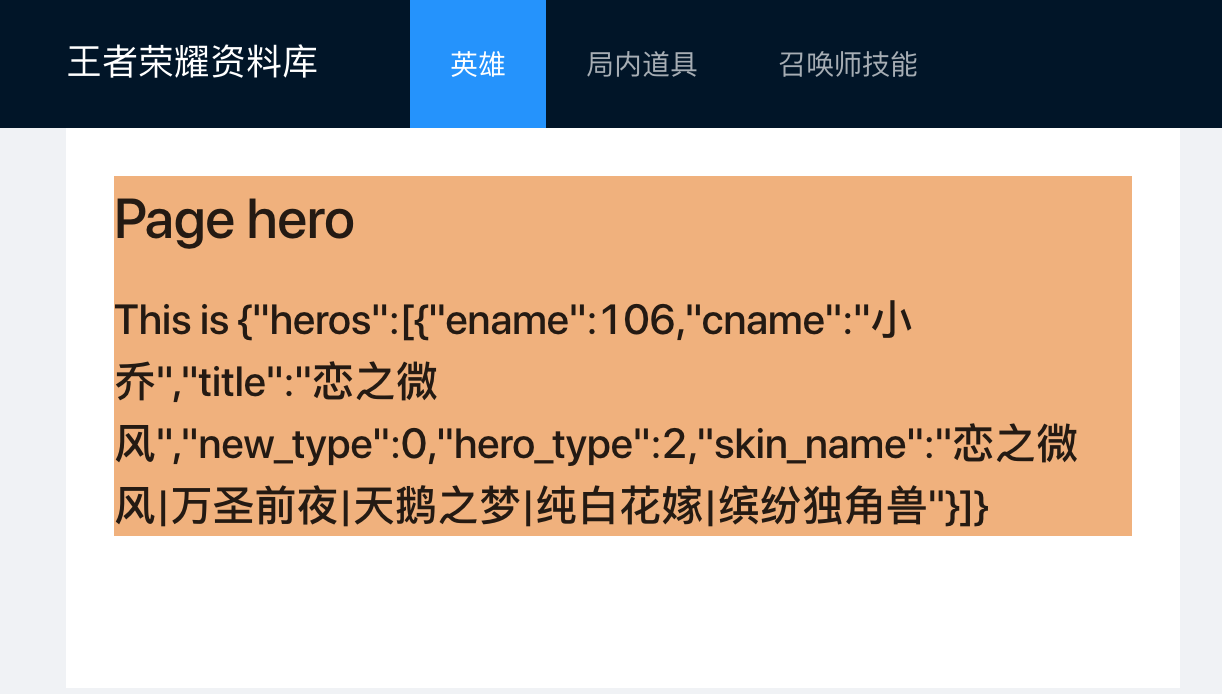 王者荣耀资料库 英雄 局内道具 召唤师技能
Page hero
This is {"heros":[{"ename":106,"cname":"小
乔","title":"恋之微
风","new_type":0,"hero_type":2,"skin_name":"恋之微
风|万圣前夜|天鹅之梦|纯白花嫁|缤纷独角兽"}]}